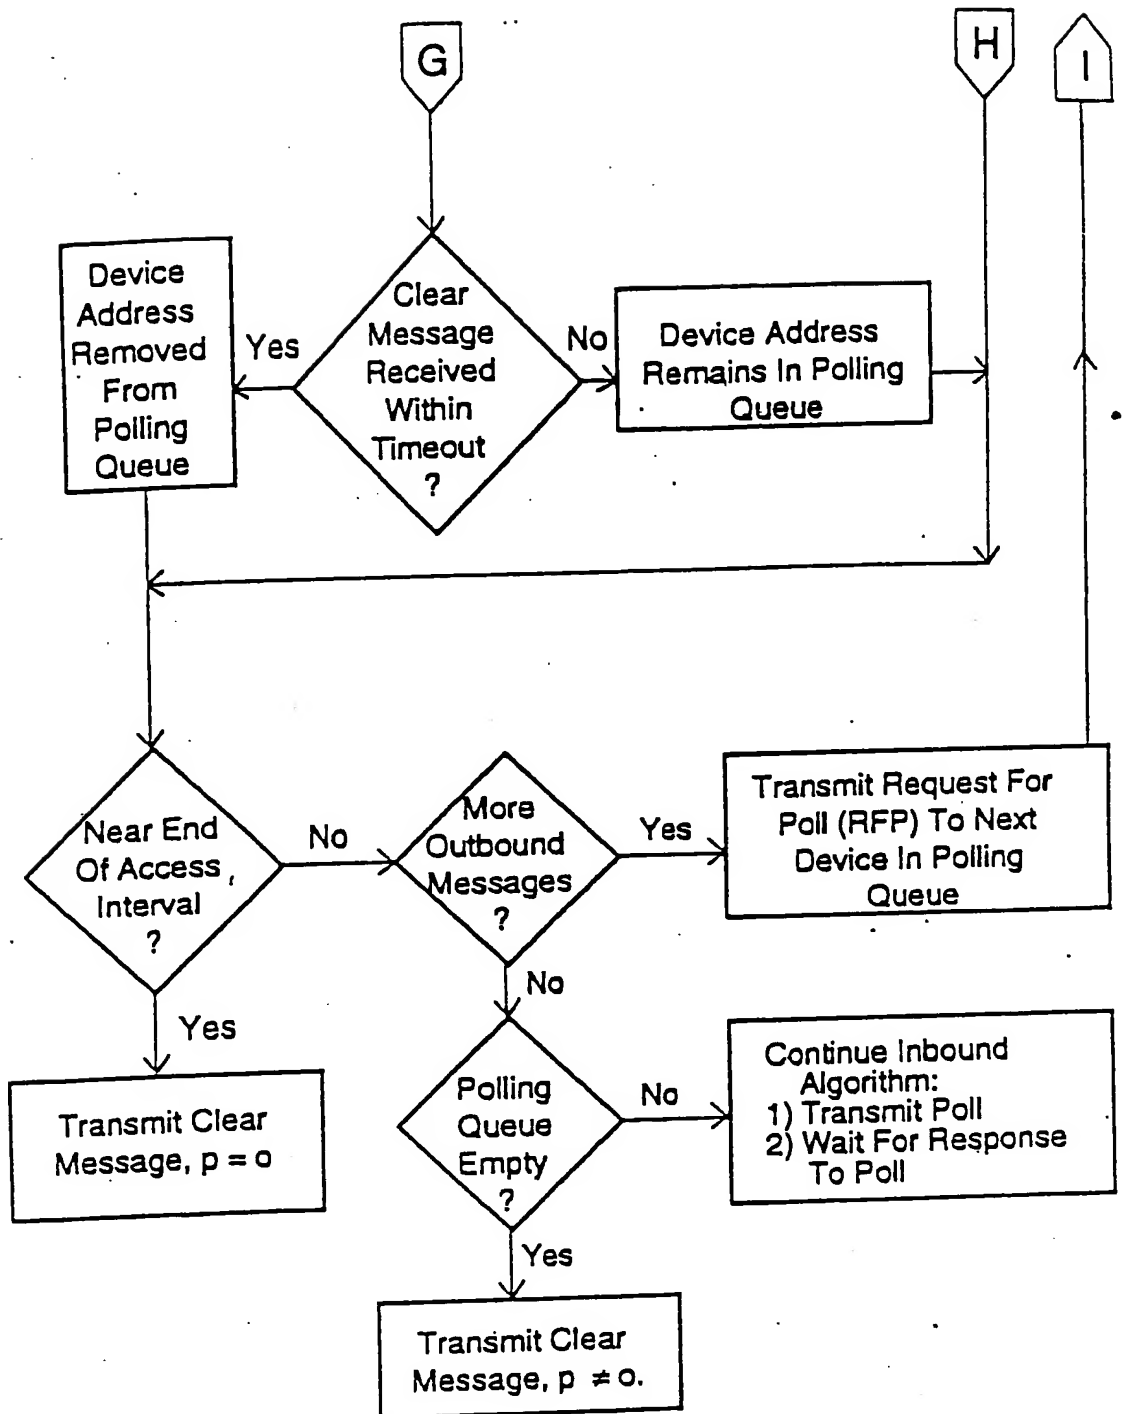 G
H
I
Device
Address
Removed
From
Polling
Queue
Yes
Clear
Message
Received
Within
Timeout
?
No
Device Address
Remains In Polling
Queue
Near End
Of Access
Interval
?
No
More
Outbound
Messages
?
Yes
Transmit Request For
Poll (RFP) To Next
Device In Polling
Queue
Yes
No
Transmit Clear
Message, p = o
Polling
Queue
Empty
?
No
Continue Inbound
Algorithm:
1) Transmit Poll
2) Wait For Response
To Poll
Yes
Transmit Clear
Message, p ≠ o.